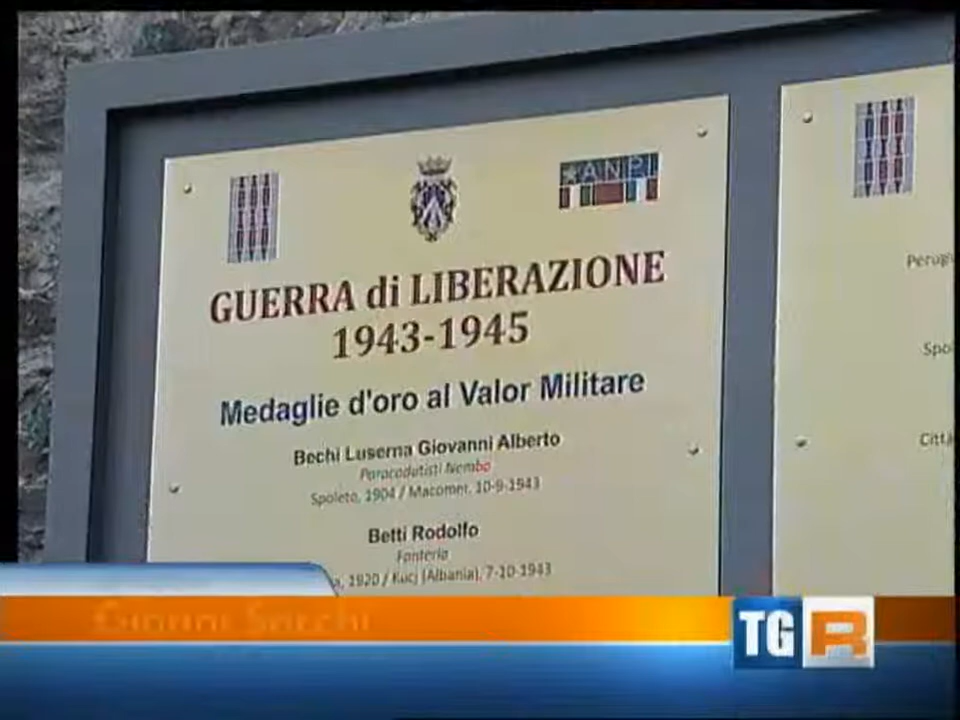 ANPI
GUERRA di LIBERAZIONE
1943-1945
Medaglie d'oro al Valor Militare
Bechi Luserna Giovanni Alberto
Paracadutisti Nembo
Spoleto, 1904 / Macomer, 10-9-1943
Betti Rodolfo
Fanteria
1920 / Kucj (Albania), 7-10-1943
Perugi
Spo
Città
TG R